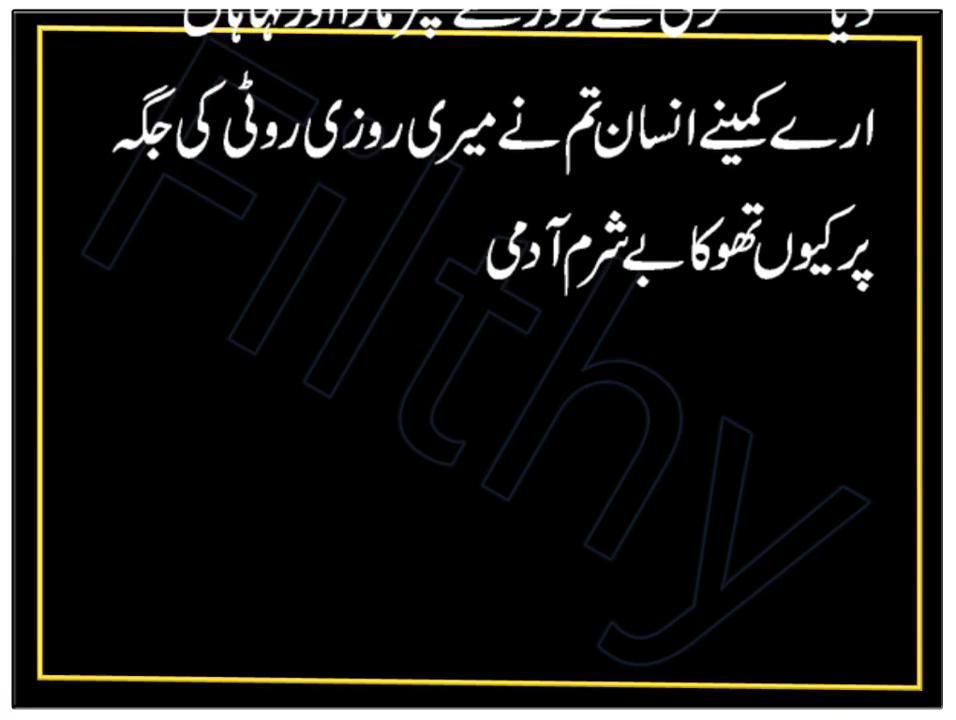 ارے کمینے انسان تم نے میری روزی روٹی کی جگہ
پر کیوں تھوکا بے شرم آدمی
Filthy